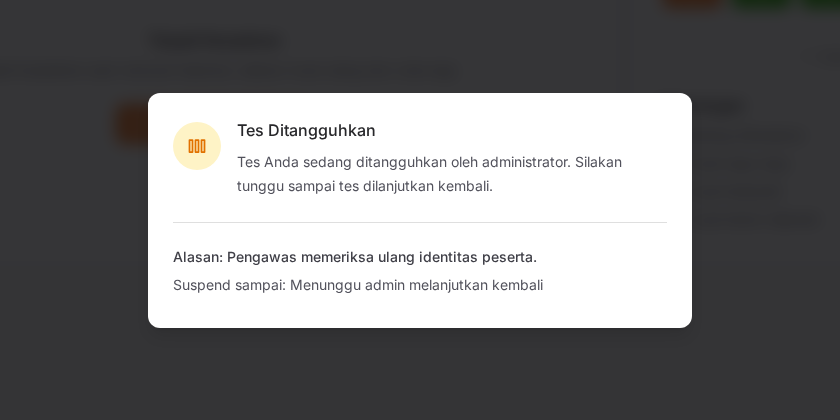 Tes Ditangguhkan
Tes Anda sedang ditangguhkan oleh administrator. Silakan
tunggu sampai tes dilanjutkan kembali.
Alasan: Pengawas memeriksa ulang identitas peserta.
Suspend sampai: Menunggu admin melanjutkan kembali